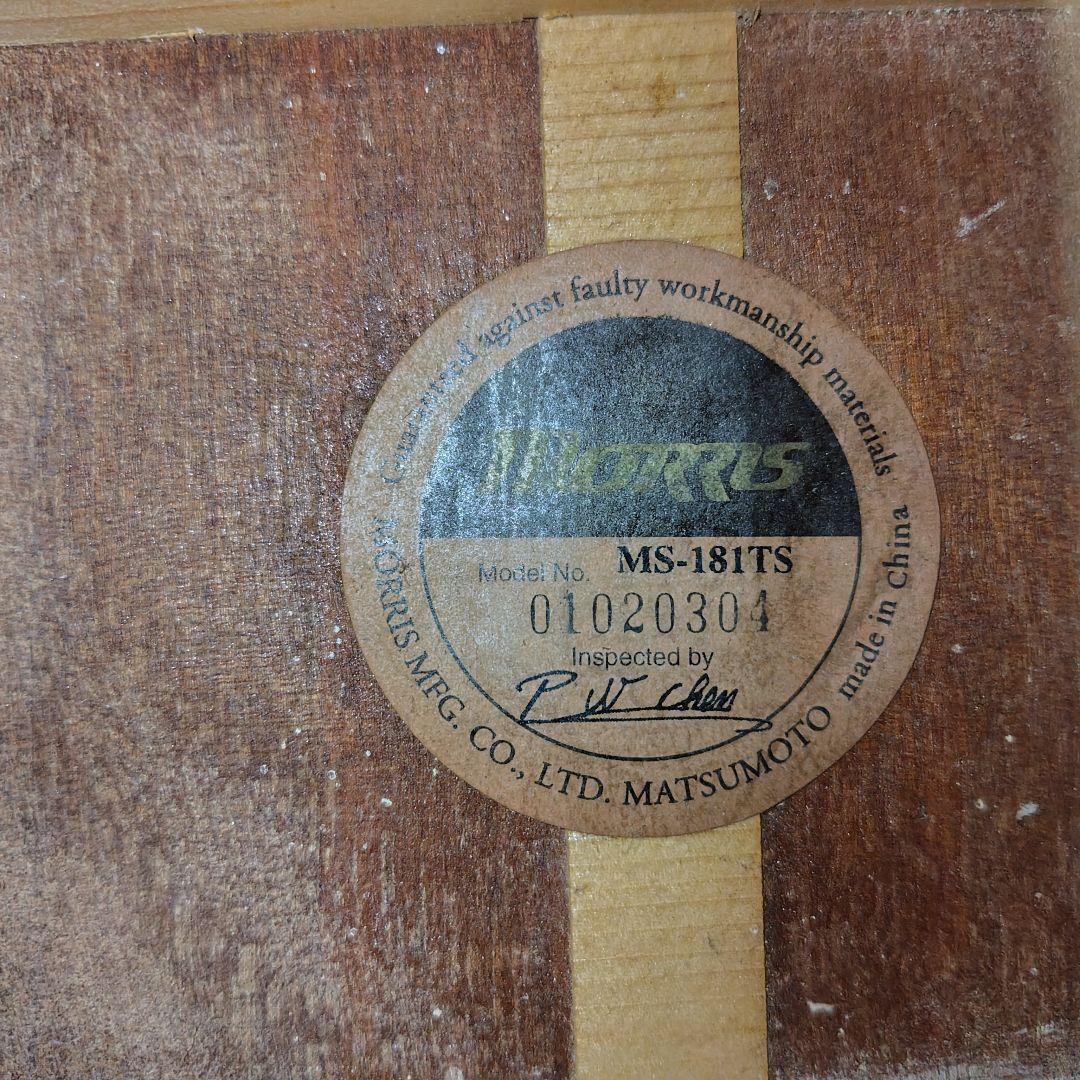 Guarantteed against faulty workmanship materials
MORRIS
Model No. MS-181TS
01020304
Inspected by
P W Chen
MORRIS MFG. CO., LTD. MATSUMOTO made in China